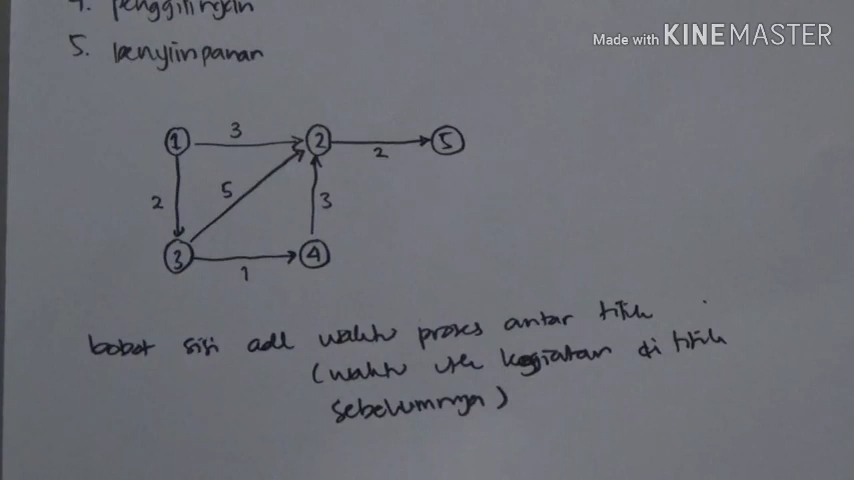 4. penggilingan
5. penyimpanan
Made with KINEMASTER
1 3 2 2 5
2 5 3
3 1 4
bobot sisi adl waktu proses antar titik
(waktu utk kegiatan di titik
sebelumnya)